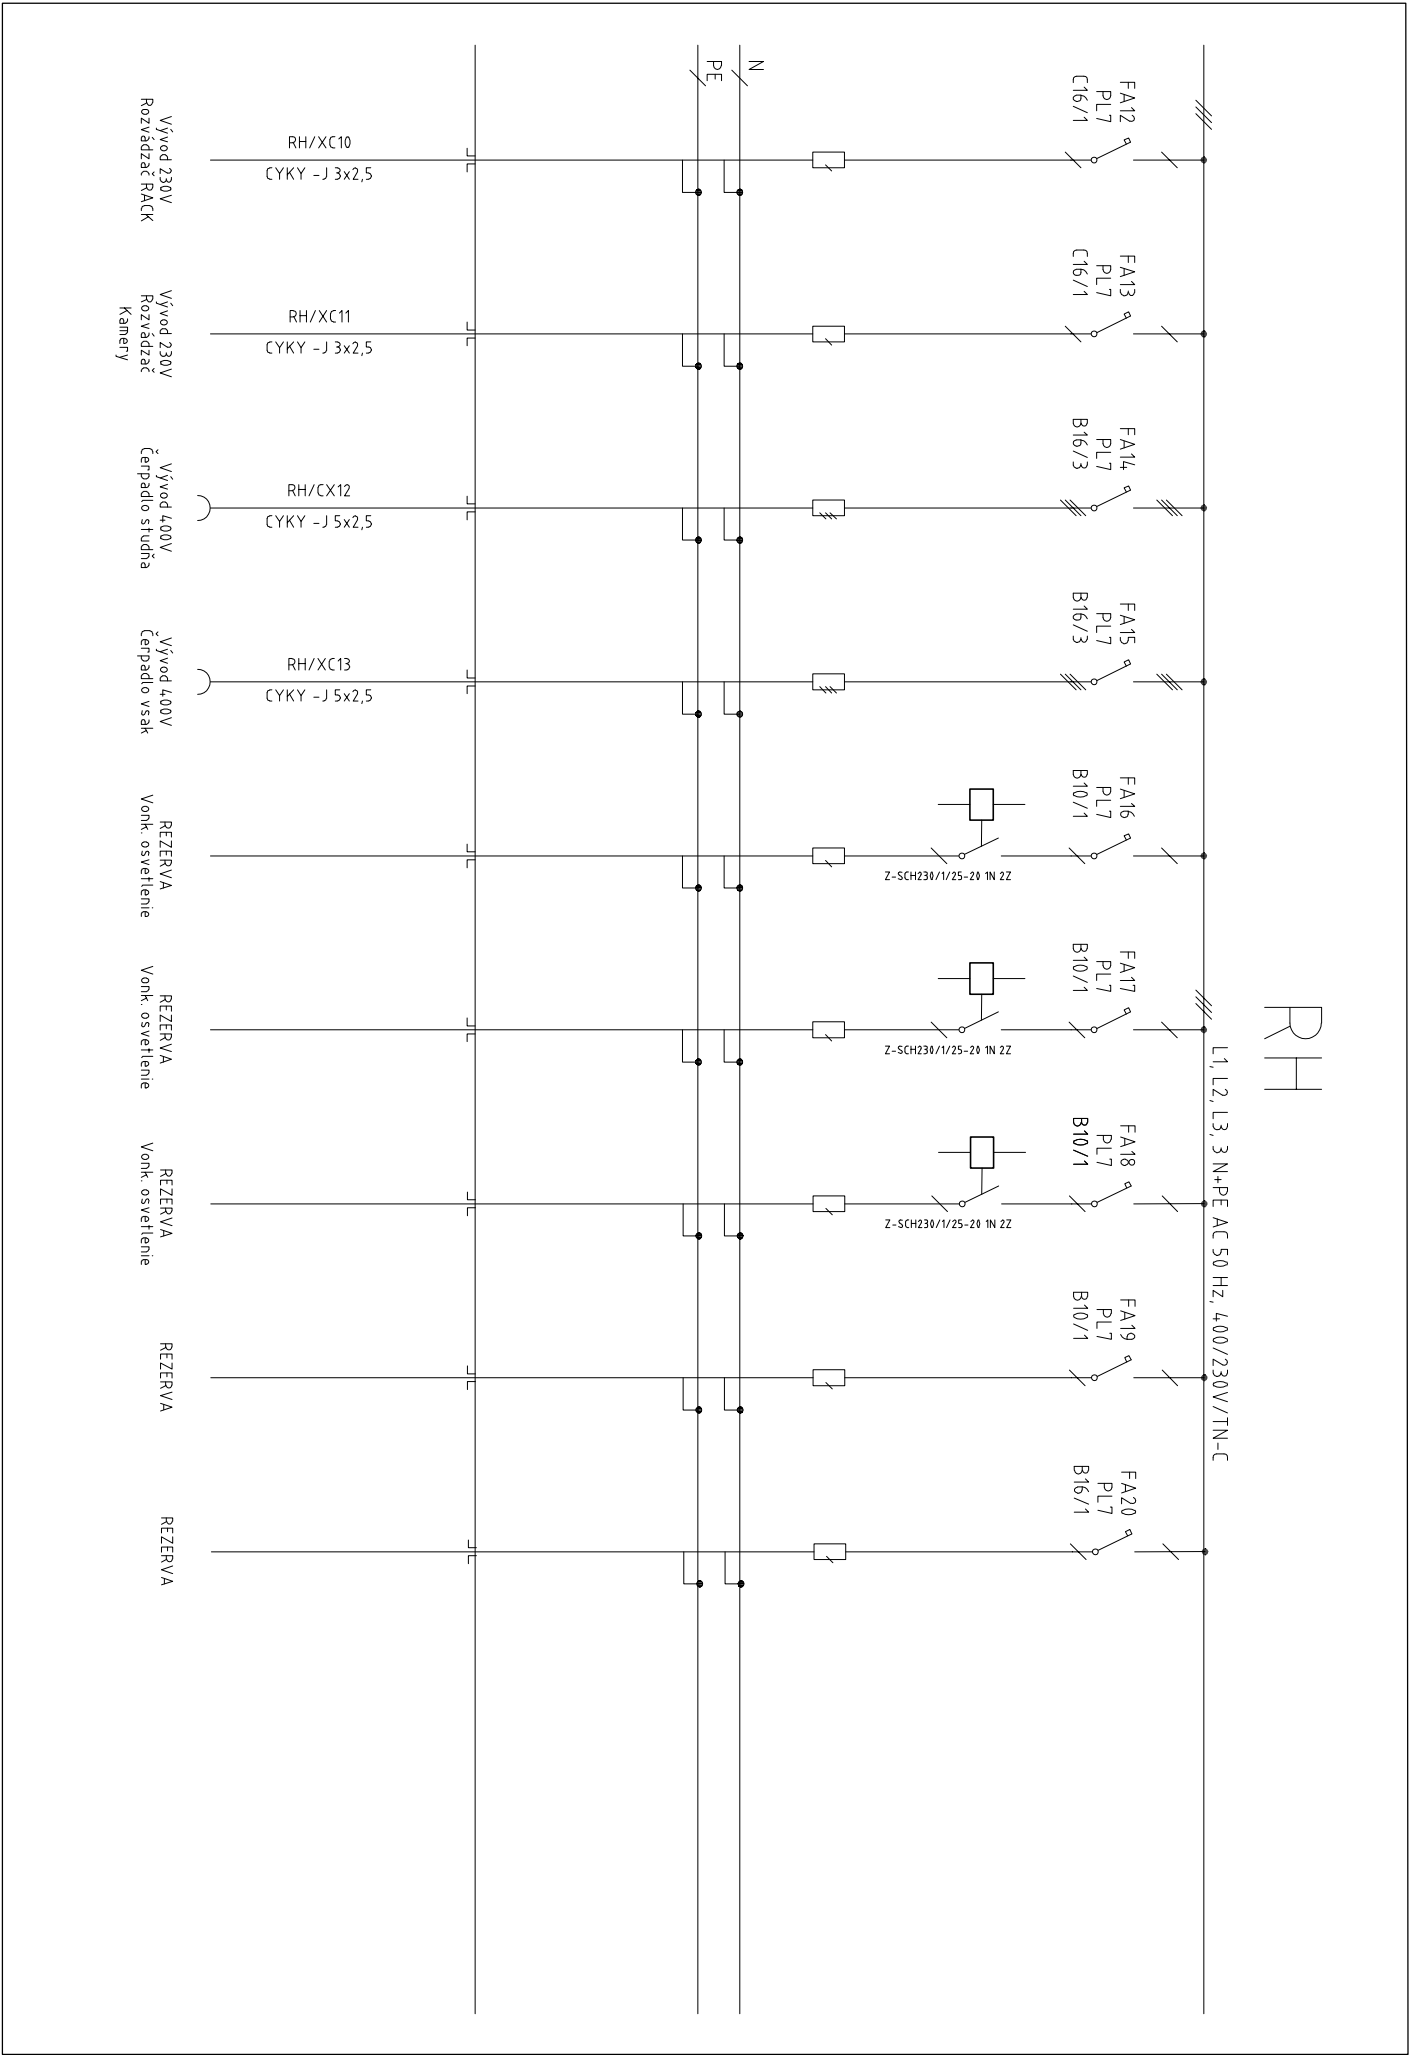 RH
L1, L2, L3, 3 N+PE AC 50 Hz, 400/230V/TN-C
N
PE
FA12
PL7
C16/1
RH/XC10
CYKY -J 3x2,5
Vývod 230V
Rozvádzač RACK
FA13
PL7
C16/1
RH/XC11
CYKY -J 3x2,5
Vývod 230V
Rozvádzač
Kamery
FA14
PL7
B16/3
RH/CX12
CYKY -J 5x2,5
Vývod 400V
Čerpadlo studňa
FA15
PL7
B16/3
RH/XC13
CYKY -J 5x2,5
Vývod 400V
Čerpadlo vsak
FA16
PL7
B10/1
Z-SCH230/1/25-20 1N 2Z
REZERVA
Vonk. osvetlenie
FA17
PL7
B10/1
Z-SCH230/1/25-20 1N 2Z
REZERVA
Vonk. osvetlenie
FA18
PL7
B10/1
Z-SCH230/1/25-20 1N 2Z
REZERVA
Vonk. osvetlenie
FA19
PL7
B10/1
REZERVA
FA20
PL7
B16/1
REZERVA